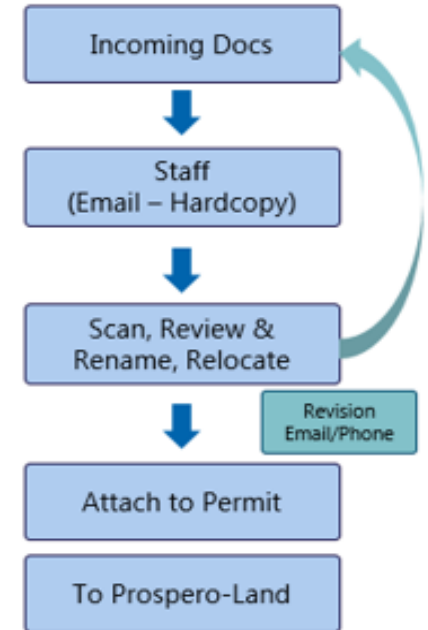 Incoming Docs
Staff
(Email – Hardcopy)
Scan, Review &
Rename, Relocate
Revision
Email/Phone
Attach to Permit
To Prospero-Land